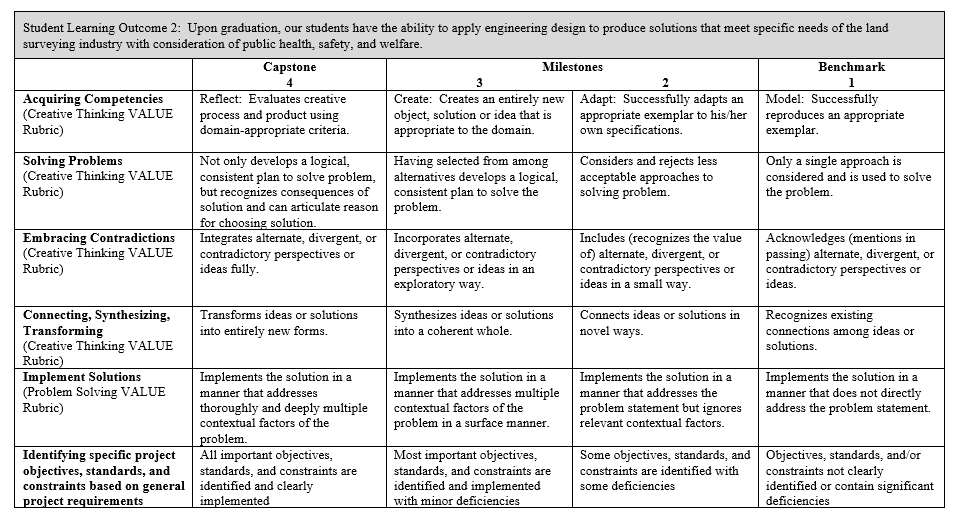 Student Learning Outcome 2:  Upon graduation, our students have the ability to apply engineering design to produce solutions that meet specific needs of the land
surveying industry with consideration of public health, safety, and welfare.
Capstone
4
Milestones
3
2
Benchmark
1
Acquiring Competencies
(Creative Thinking VALUE
Rubric)
Reflect:  Evaluates creative
process and product using
domain-appropriate criteria.
Create:  Creates an entirely new
object, solution or idea that is
appropriate to the domain.
Adapt:  Successfully adapts an
appropriate exemplar to his/her
own specifications.
Model:  Successfully
reproduces an appropriate
exemplar.
Solving Problems
(Creative Thinking VALUE
Rubric)
Not only develops a logical,
consistent plan to solve problem,
but recognizes consequences of
solution and can articulate reason
for choosing solution.
Having selected from among
alternatives develops a logical,
consistent plan to solve the
problem.
Considers and rejects less
acceptable approaches to
solving problem.
Only a single approach is
considered and is used to solve
the problem.
Embracing Contradictions
(Creative Thinking VALUE
Rubric)
Integrates alternate, divergent, or
contradictory perspectives or
ideas fully.
Incorporates alternate,
divergent, or contradictory
perspectives or ideas in an
exploratory way.
Includes (recognizes the value
of) alternate, divergent, or
contradictory perspectives or
ideas in a small way.
Acknowledges (mentions in
passing) alternate, divergent, or
contradictory perspectives or
ideas.
Connecting, Synthesizing,
Transforming
(Creative Thinking VALUE
Rubric)
Transforms ideas or solutions
into entirely new forms.
Synthesizes ideas or solutions
into a coherent whole.
Connects ideas or solutions in
novel ways.
Recognizes existing
connections among ideas or
solutions.
Implement Solutions
(Problem Solving VALUE
Rubric)
Implements the solution in a
manner that addresses
thoroughly and deeply multiple
contextual factors of the
problem.
Implements the solution in a
manner that addresses multiple
contextual factors of the
problem in a surface manner.
Implements the solution in a
manner that addresses the
problem statement but ignores
relevant contextual factors.
Implements the solution in a
manner that does not directly
address the problem statement.
Identifying specific project
objectives, standards, and
constraints based on general
project requirements
All important objectives,
standards, and constraints are
identified and clearly
implemented
Most important objectives,
standards, and constraints are
identified and implemented
with minor deficiencies
Some objectives, standards, and
constraints are identified with
some deficiencies
Objectives, standards, and/or
constraints not clearly
identified or contain significant
deficiencies